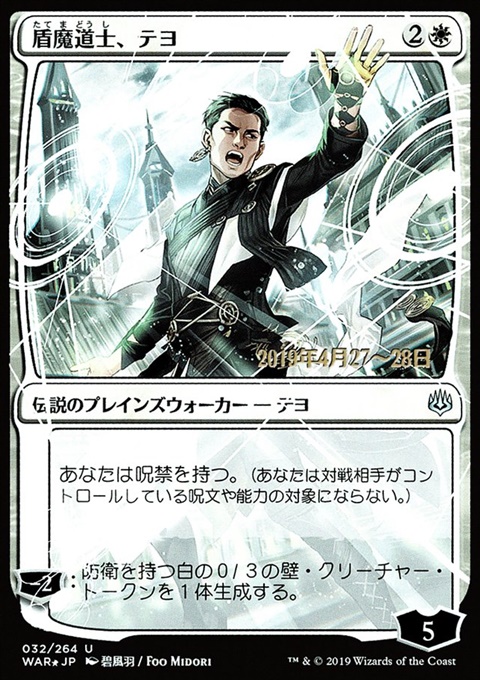 たてまどうし
盾魔道士、テヨ 2
2019年4月27~28日
伝説のプレインズウォーカー ― テヨ
あなたは呪禁を持つ。(あなたは対戦相手がコント
ロールしている呪文や能力の対象にならない。)
-2:防衛を持つ白の0/3の壁・クリーチャー・
トークンを1体生成する。
5
032/264 U
WAR★JP 碧風羽/Foo Midori
™ & © 2019 Wizards of the Coast